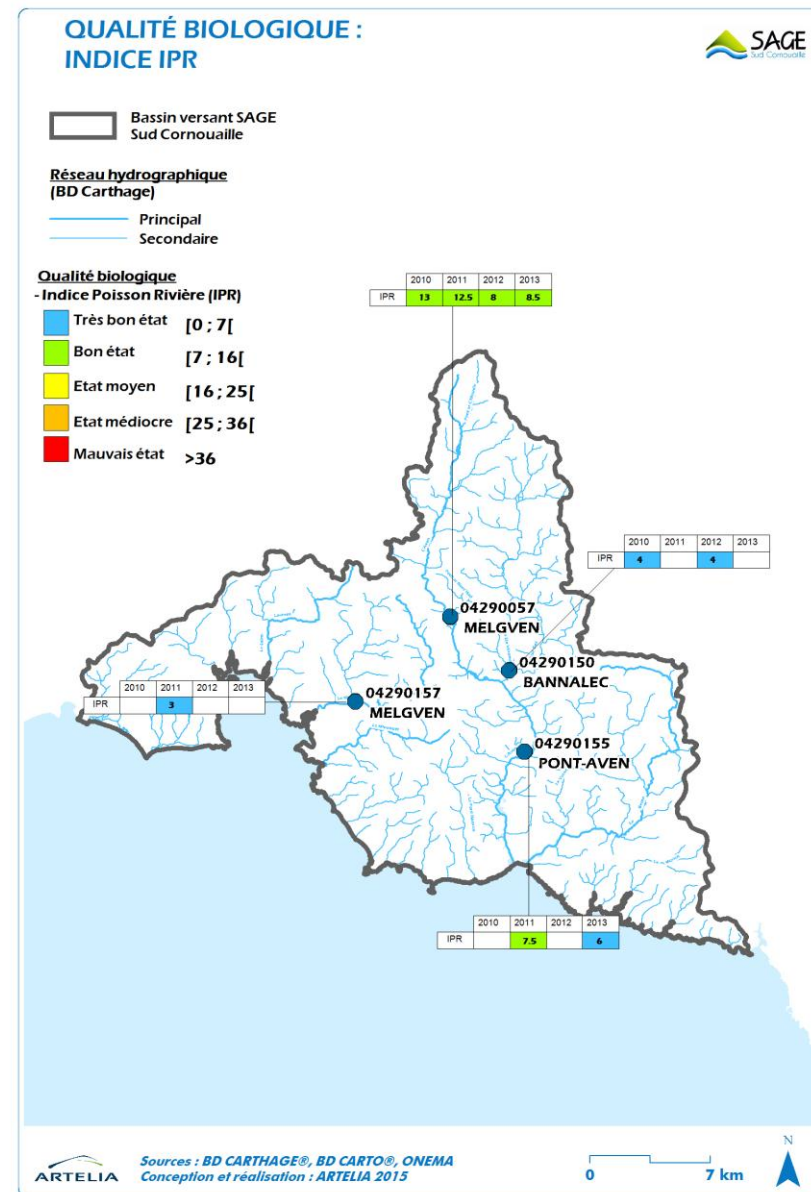 QUALITÉ BIOLOGIQUE :
INDICE IPR
SAGE
Sud Cornouaille
Bassin versant SAGE
Sud Cornouaille
Réseau hydrographique
(BD Carthage)
Principal
Secondaire
Qualité biologique
- Indice Poisson Rivière (IPR)
Très bon état [0 ; 7[
Bon état [7 ; 16[
Etat moyen [16 ; 25[
Etat médiocre [25 ; 36[
Mauvais état >36
2010 2011 2012 2013
IPR 13 12.5 8 8.5
2010 2011 2012 2013
IPR 4 4
04290057
MELGVEN
04290150
BANNALEC
04290157
MELGVEN
2010 2011 2012 2013
IPR 3
04290155
PONT-AVEN
2010 2011 2012 2013
IPR 7.5 6
ARTELIA
Sources : BD CARTHAGE®, BD CARTO®, ONEMA
Conception et réalisation : ARTELIA 2015
0 7 km
N